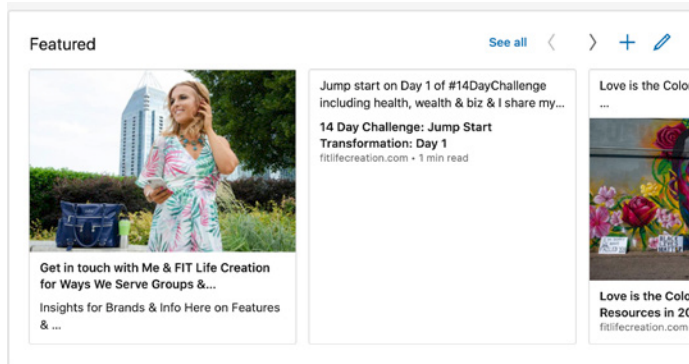 Featured
See all
Get in touch with Me & FIT Life Creation
for Ways We Serve Groups &...
Insights for Brands & Info Here on Features
& ...
Jump start on Day 1 of #14DayChallenge
including health, wealth & biz & I share my...
14 Day Challenge: Jump Start
Transformation: Day 1
fitlifecreation.com • 1 min read
Love is the Colo
...
BLACK
LIVES
MATTER
Love is the Colo
Resources in 20
fitlifecreation.com